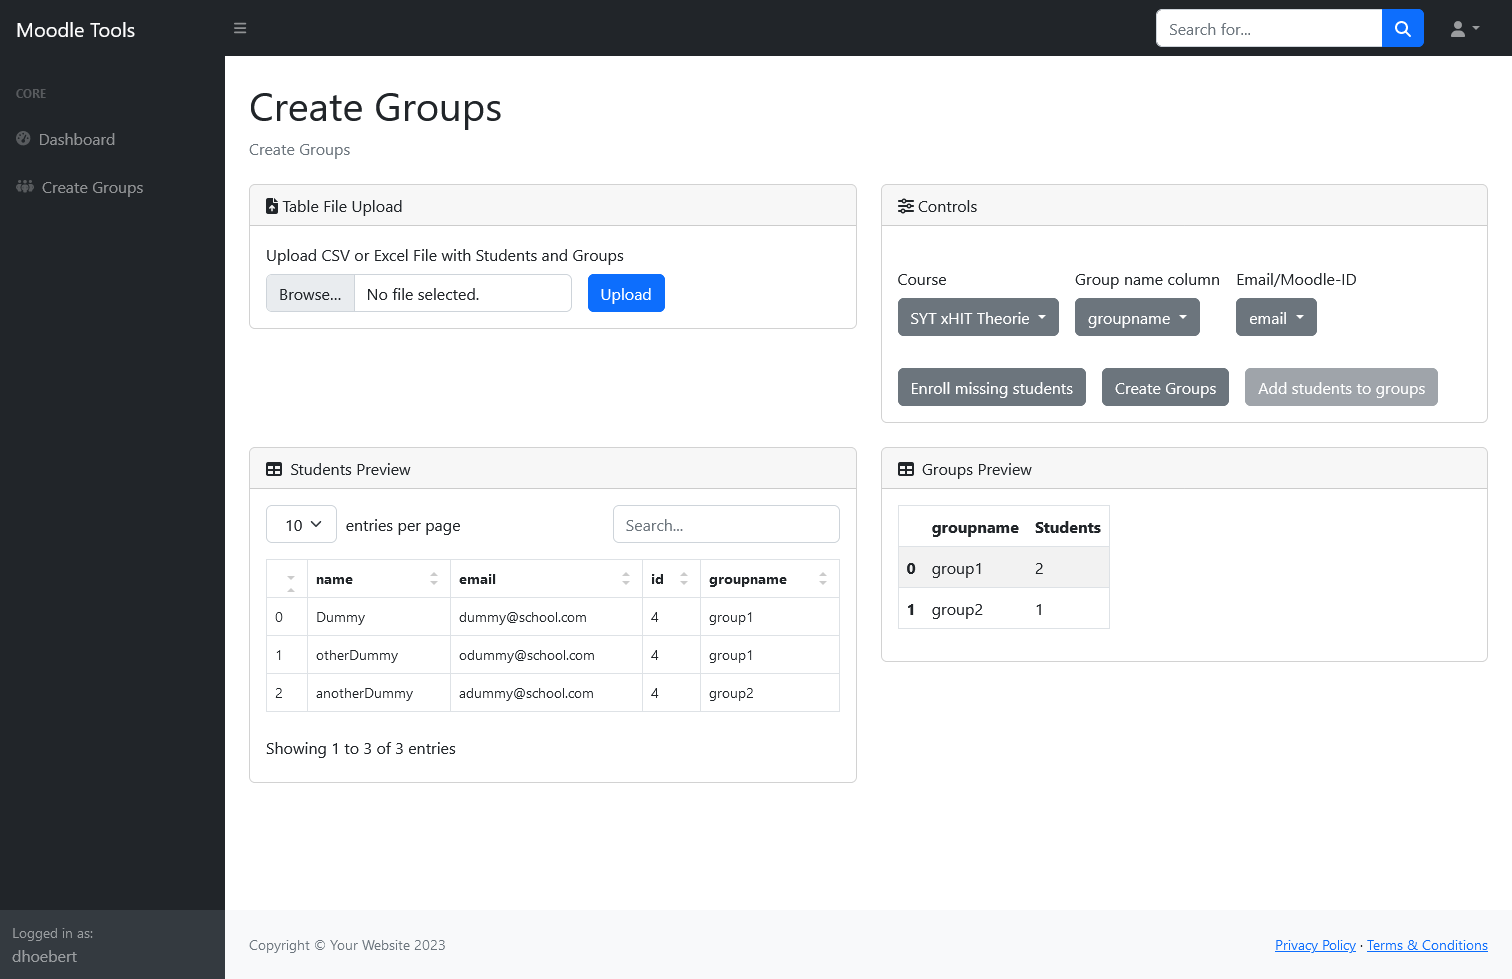 Moodle Tools
Search for...
CORE
Dashboard
Create Groups
Logged in as:
dhoebert
Create Groups
Create Groups
Table File Upload
Upload CSV or Excel File with Students and Groups
Browse... No file selected. Upload
Controls
Course Group name column Email/Moodle-ID
SYT xHIT Theorie groupname email
Enroll missing students Create Groups Add students to groups
Students Preview
10 entries per page Search...
name email id groupname
0 Dummy dummy@school.com 4 group1
1 otherDummy odummy@school.com 4 group1
2 anotherDummy adummy@school.com 4 group2
Showing 1 to 3 of 3 entries
Groups Preview
groupname Students
0 group1 2
1 group2 1
Copyright © Your Website 2023
Privacy Policy · Terms & Conditions